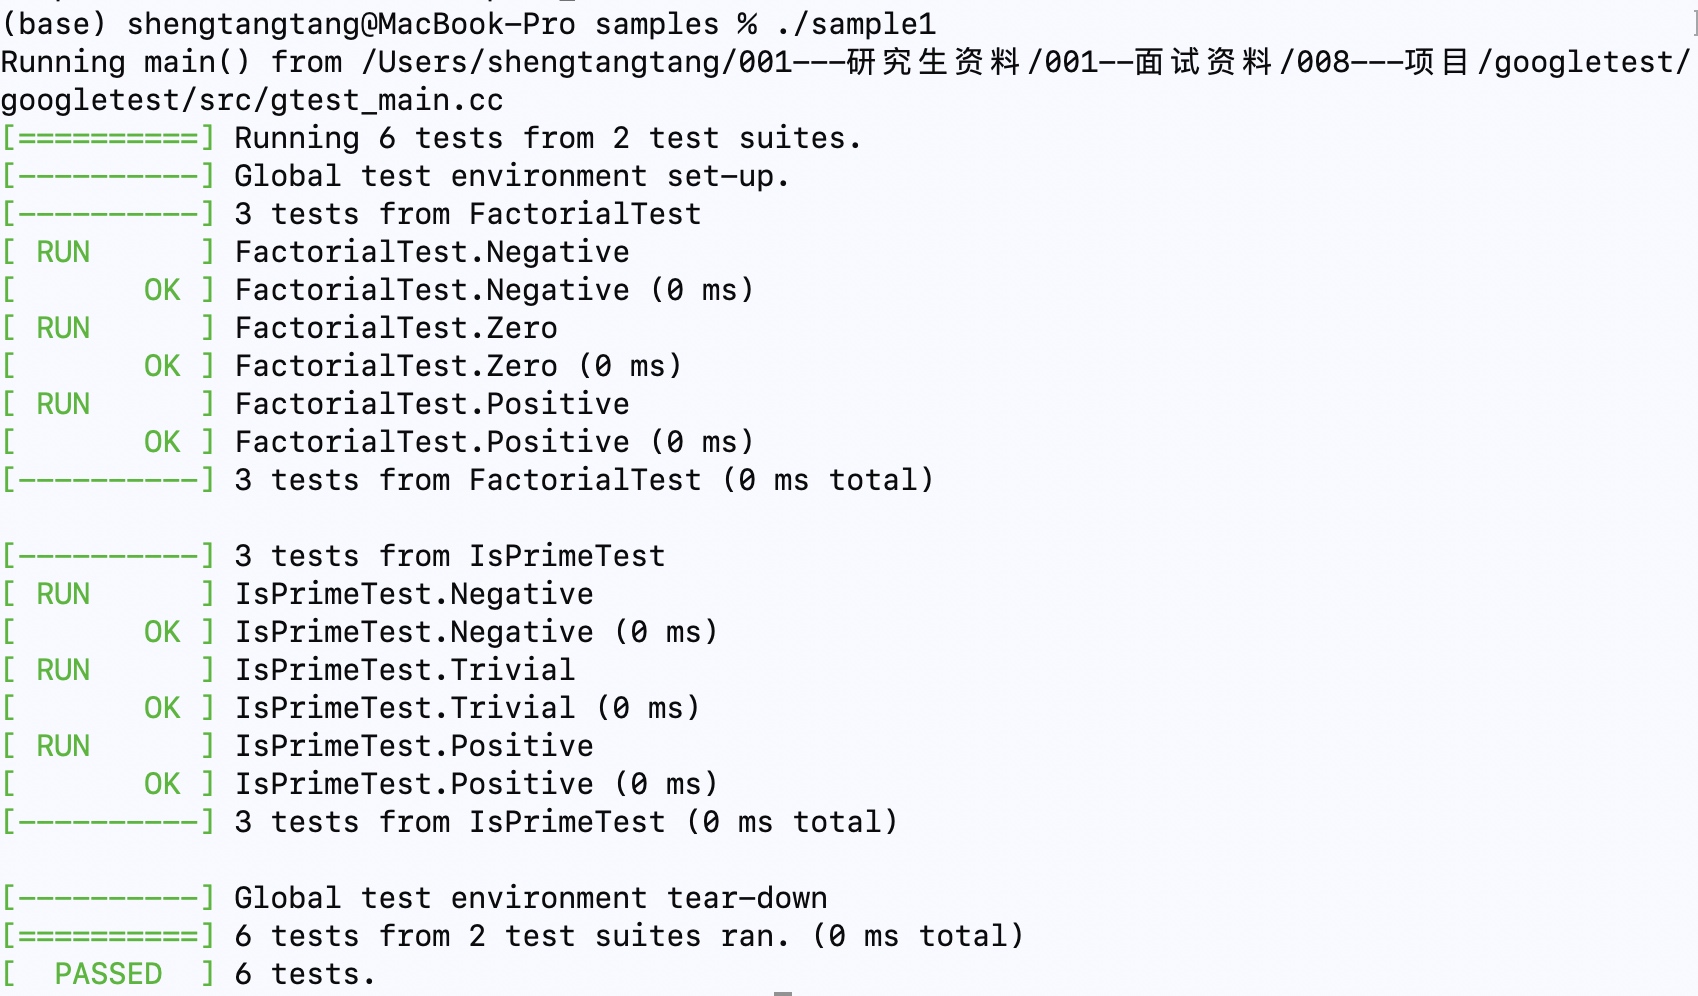 (base) shengtangtang@MacBook-Pro samples % ./sample1
Running main() from /Users/shengtangtang/001---研究生资料/001--面试资料/008---项目/googletest/
googletest/src/gtest_main.cc
[==========] Running 6 tests from 2 test suites.
[----------] Global test environment set-up.
[----------] 3 tests from FactorialTest
[ RUN      ] FactorialTest.Negative
[       OK ] FactorialTest.Negative (0 ms)
[ RUN      ] FactorialTest.Zero
[       OK ] FactorialTest.Zero (0 ms)
[ RUN      ] FactorialTest.Positive
[       OK ] FactorialTest.Positive (0 ms)
[----------] 3 tests from FactorialTest (0 ms total)

[----------] 3 tests from IsPrimeTest
[ RUN      ] IsPrimeTest.Negative
[       OK ] IsPrimeTest.Negative (0 ms)
[ RUN      ] IsPrimeTest.Trivial
[       OK ] IsPrimeTest.Trivial (0 ms)
[ RUN      ] IsPrimeTest.Positive
[       OK ] IsPrimeTest.Positive (0 ms)
[----------] 3 tests from IsPrimeTest (0 ms total)

[----------] Global test environment tear-down
[==========] 6 tests from 2 test suites ran. (0 ms total)
[  PASSED  ] 6 tests.